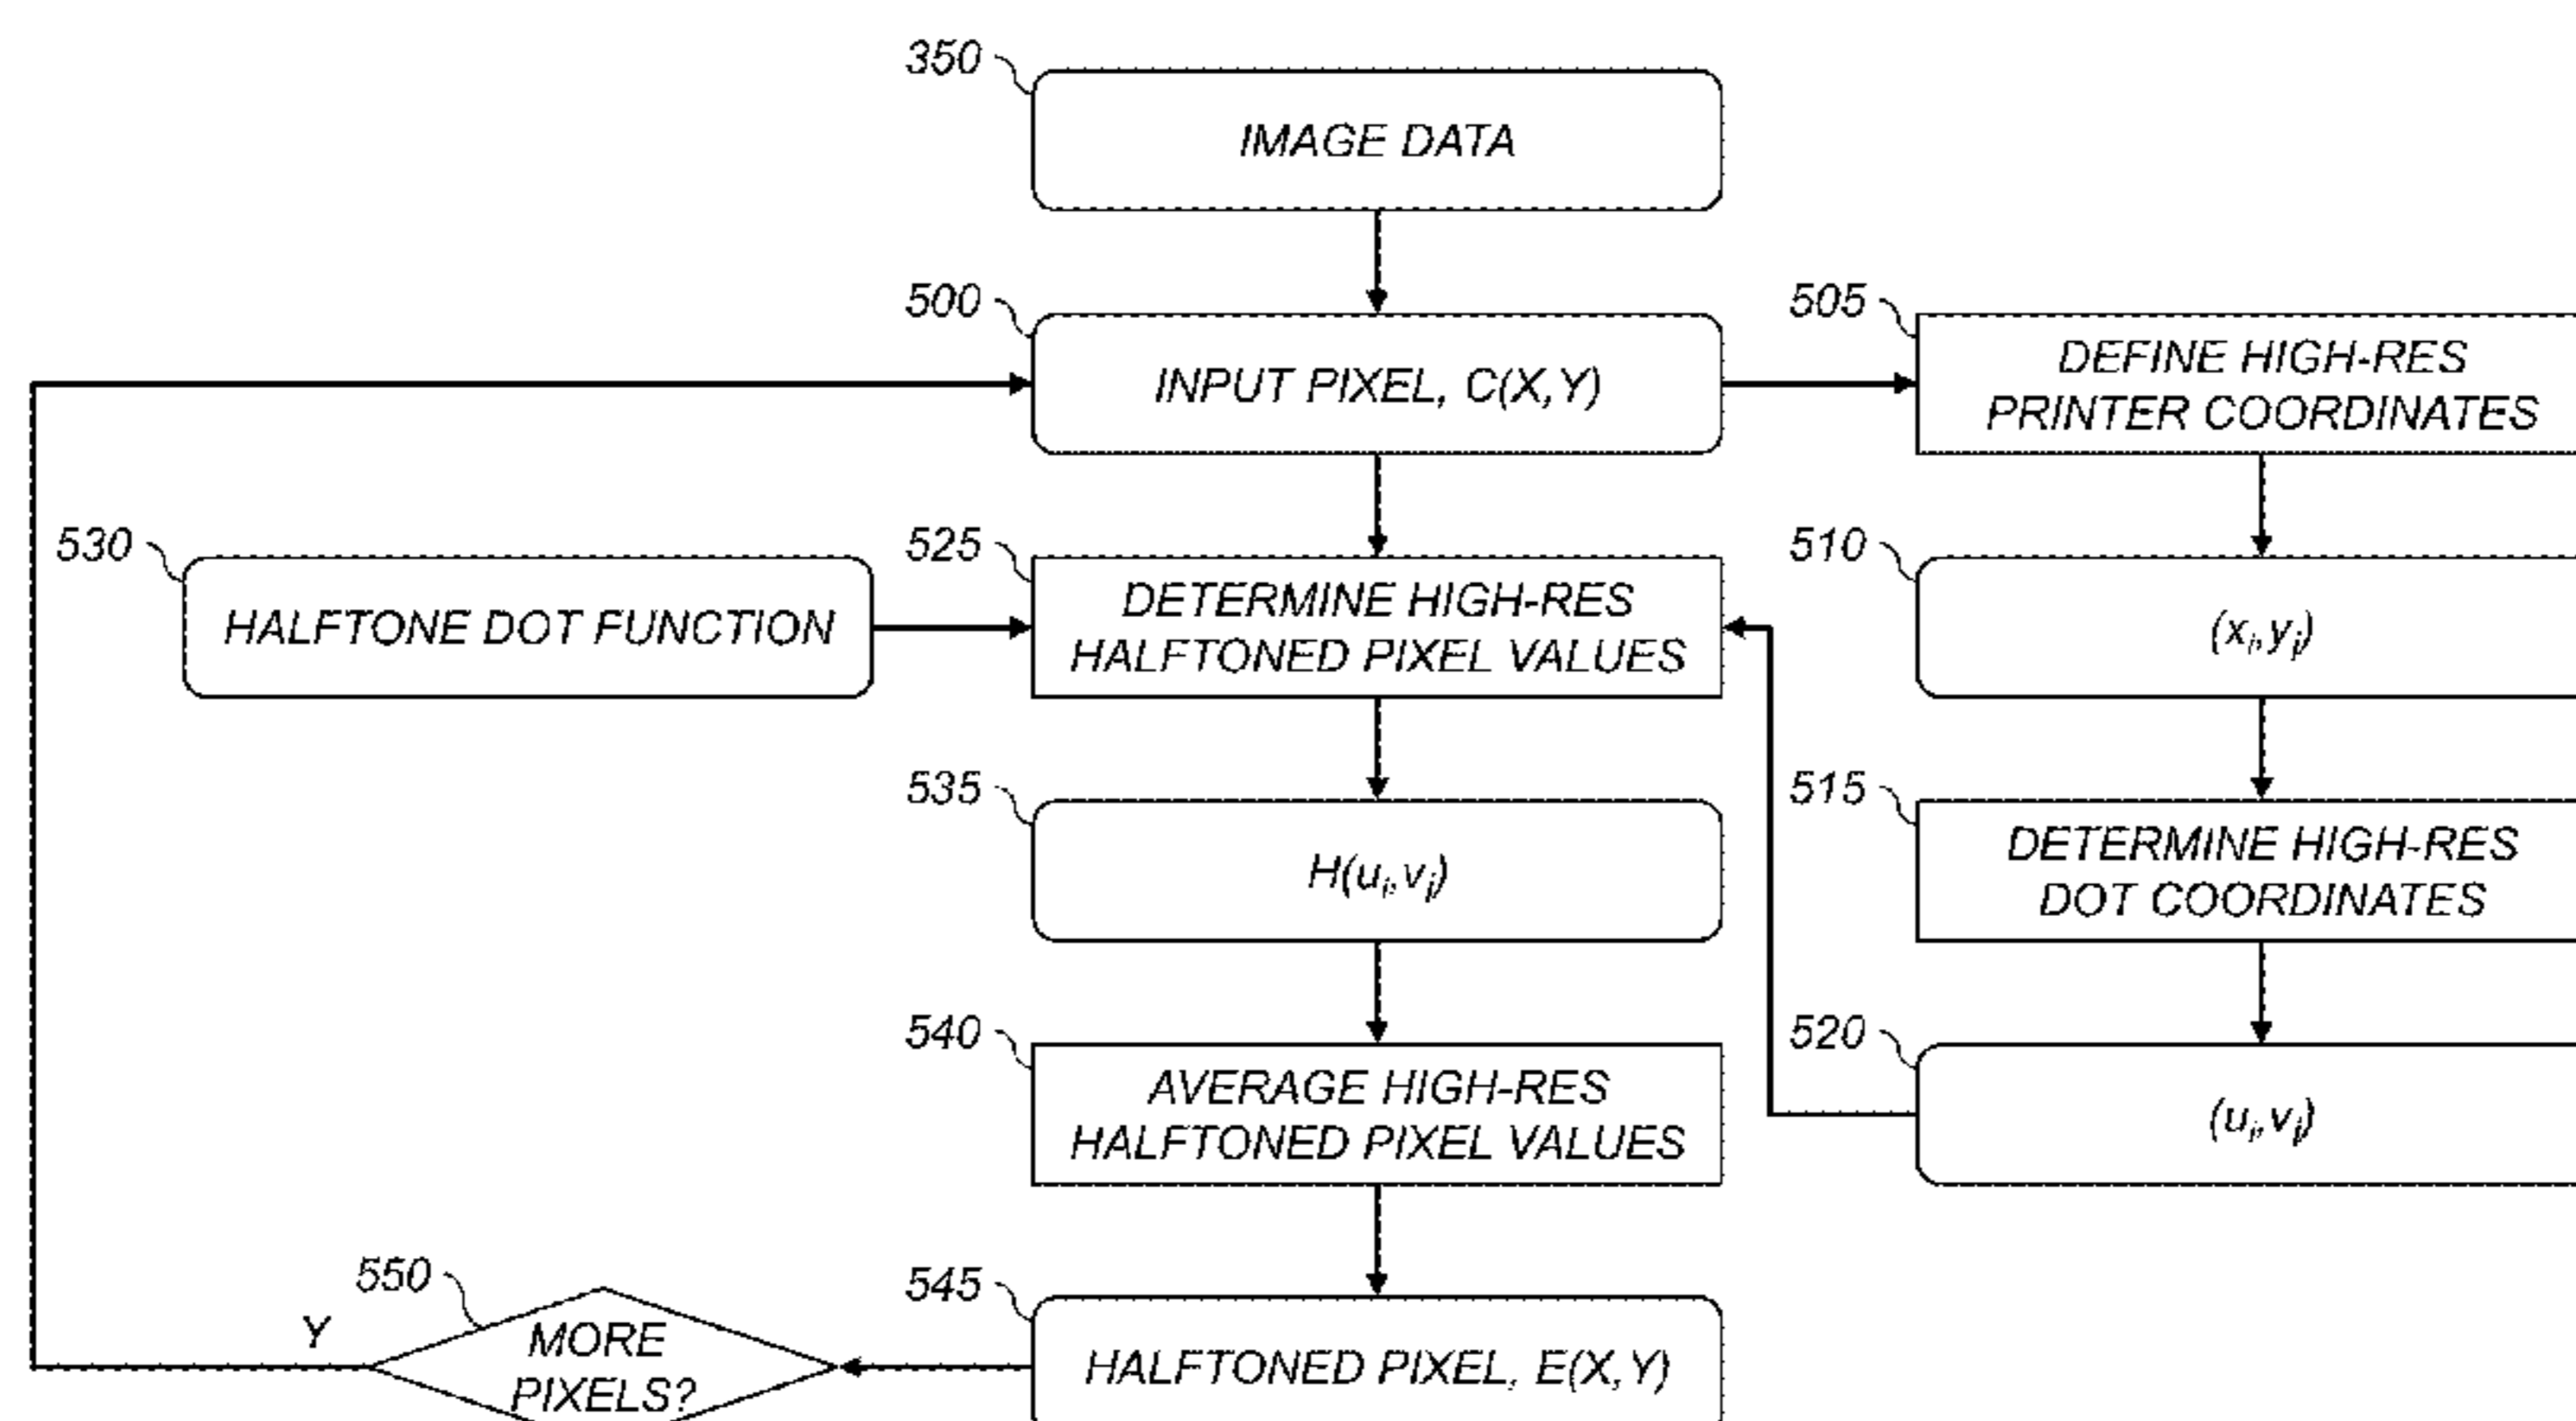 350
IMAGE DATA
500
INPUT PIXEL, C(X,Y)
505
DEFINE HIGH-RES
PRINTER COORDINATES
530
HALFTONE DOT FUNCTION
525
DETERMINE HIGH-RES
HALFTONED PIXEL VALUES
510
(xᵢ,yⱼ)
535
H(uᵢ,vⱼ)
515
DETERMINE HIGH-RES
DOT COORDINATES
540
AVERAGE HIGH-RES
HALFTONED PIXEL VALUES
520
(uᵢ,vⱼ)
550
Y
MORE
PIXELS?
545
HALFTONED PIXEL, E(X,Y)